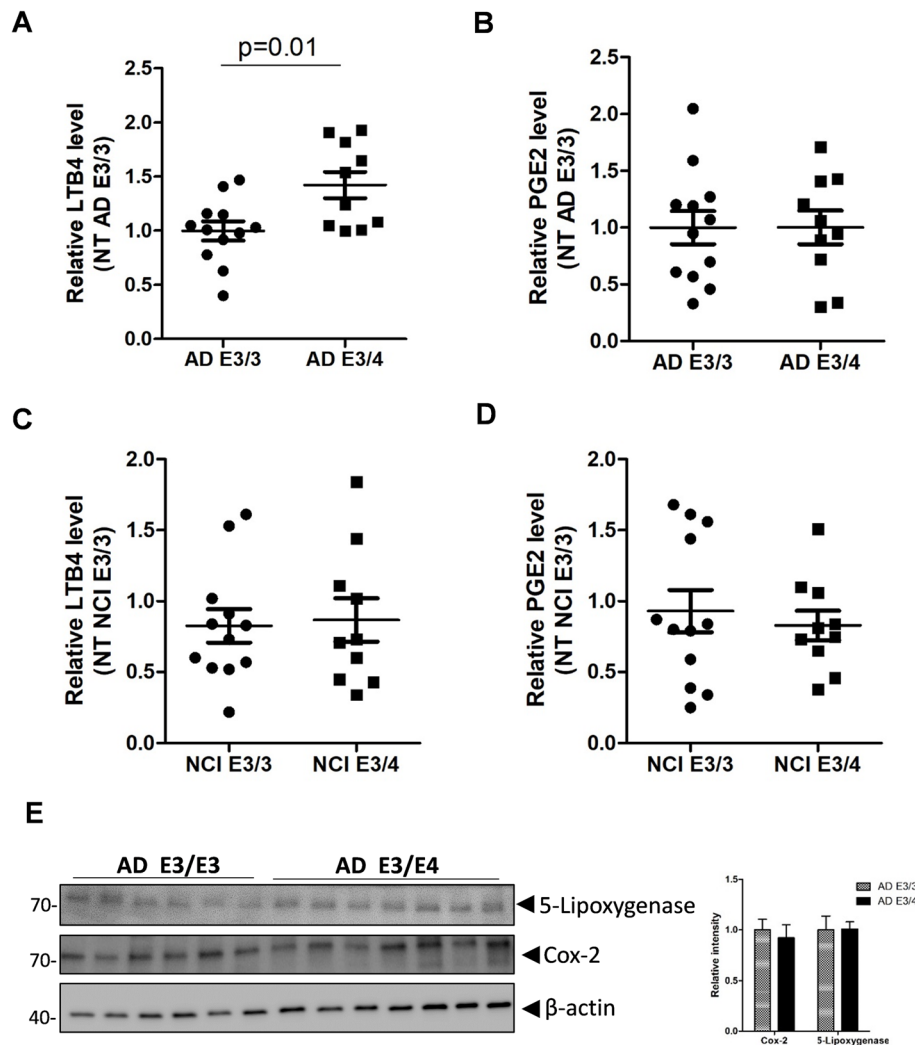 A
p=0.01
Relative LTB4 level
(NT AD E3/3)
2.5
2.0
1.5
1.0
0.5
0.0
AD E3/3
AD E3/4
B
Relative PGE2 level
(NT AD E3/3)
2.5
2.0
1.5
1.0
0.5
0.0
AD E3/3
AD E3/4
C
Relative LTB4 level
(NT NCI E3/3)
2.0
1.5
1.0
0.5
0.0
NCI E3/3
NCI E3/4
D
Relative PGE2 level
(NT NCI E3/3)
2.0
1.5
1.0
0.5
0.0
NCI E3/3
NCI E3/4
E
AD E3/E3
AD E3/E4
70-
5-Lipoxygenase
70-
Cox-2
40-
β-actin
Relative intensity
1.5
1.0
0.5
0.0
Cox-2
5-Lipoxygenase
AD E3/3
AD E3/4